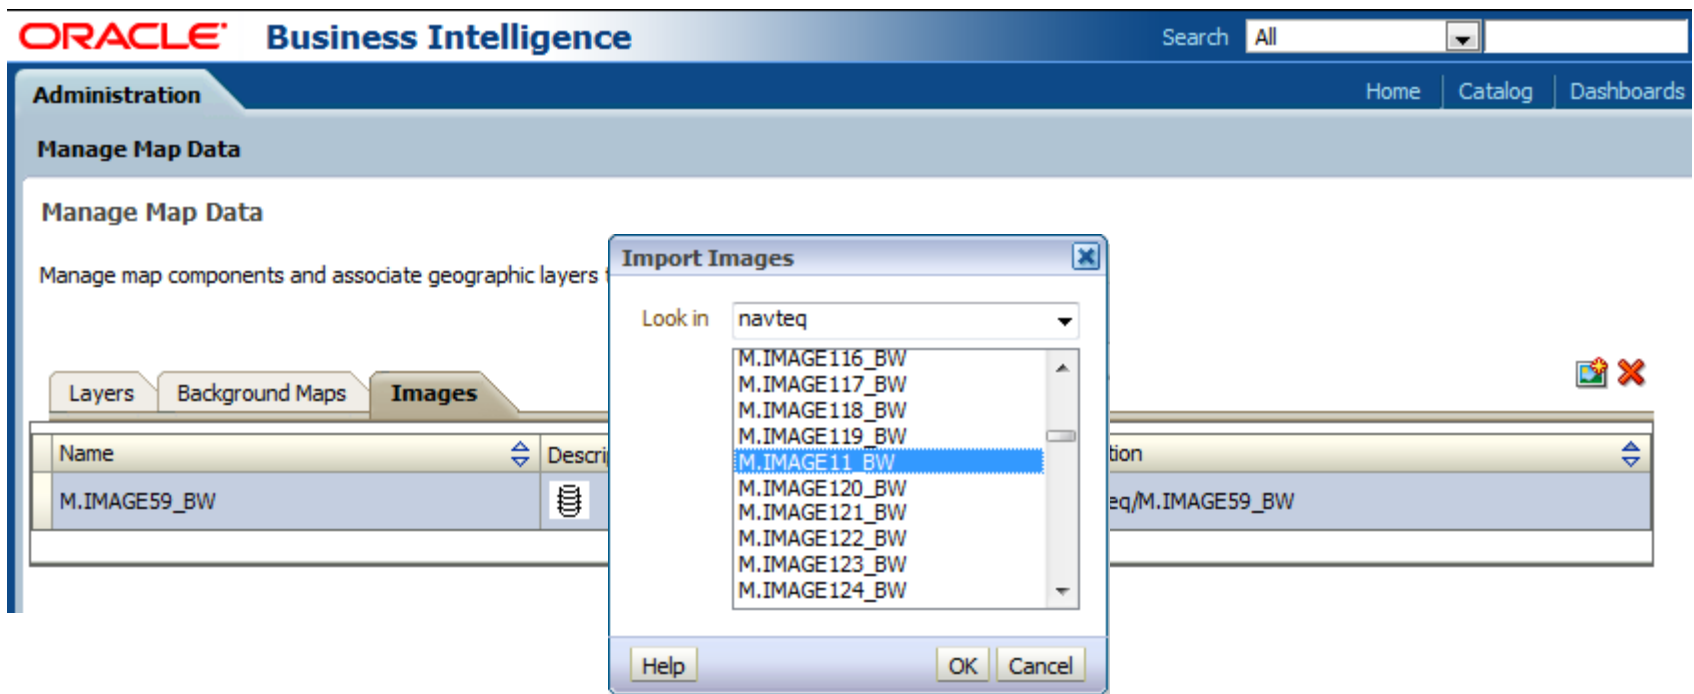 ORACLE Business Intelligence Search All
Administration Home Catalog Dashboards
Manage Map Data
Manage Map Data
Manage map components and associate geographic layers
Layers Background Maps Images
Name
M.IMAGE59_BW
eq/M.IMAGE59_BW
Import Images
Look in navteq
M.IMAGE116_BW
M.IMAGE117_BW
M.IMAGE118_BW
M.IMAGE119_BW
M.IMAGE11_BW
M.IMAGE120_BW
M.IMAGE121_BW
M.IMAGE122_BW
M.IMAGE123_BW
M.IMAGE124_BW
Help OK Cancel